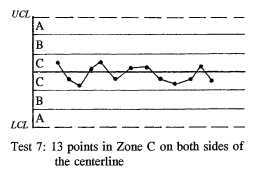 UCL
A
B
C
C
B
LCL A
Test 7: 13 points in Zone C on both sides of
the centerline